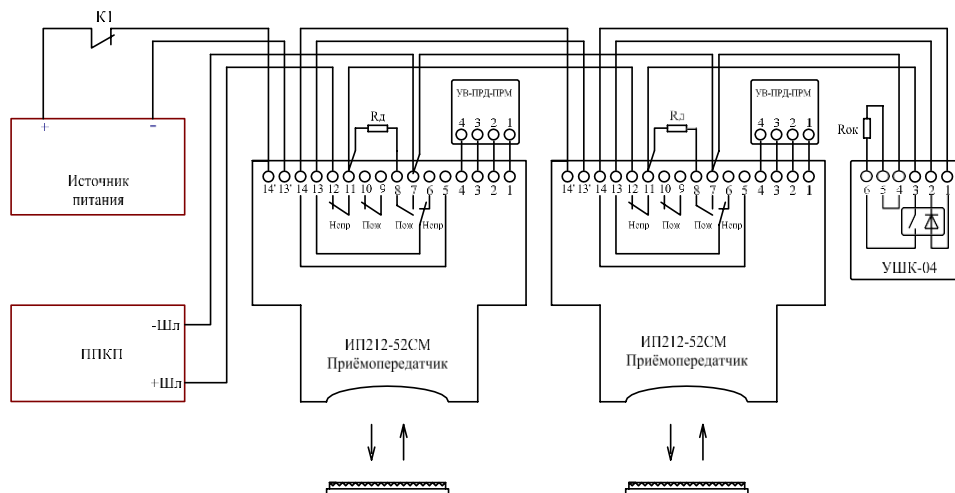 К1
+ –
Источник
питания
ППКП
-Шл
+Шл
Rд
УВ-ПРД-ПРМ
4 3 2 1
14' 13' 14 13 12 11 10 9 8 7 6 5 4 3 2 1
Непр Пож Пож Непр
ИП212-52СМ
Приёмопередатчик
Rд
УВ-ПРД-ПРМ
4 3 2 1
14' 13' 14 13 12 11 10 9 8 7 6 5 4 3 2 1
Непр Пож Пож Непр
ИП212-52СМ
Приёмопередатчик
Rок
6 5 4 3 2 1
УШК-04